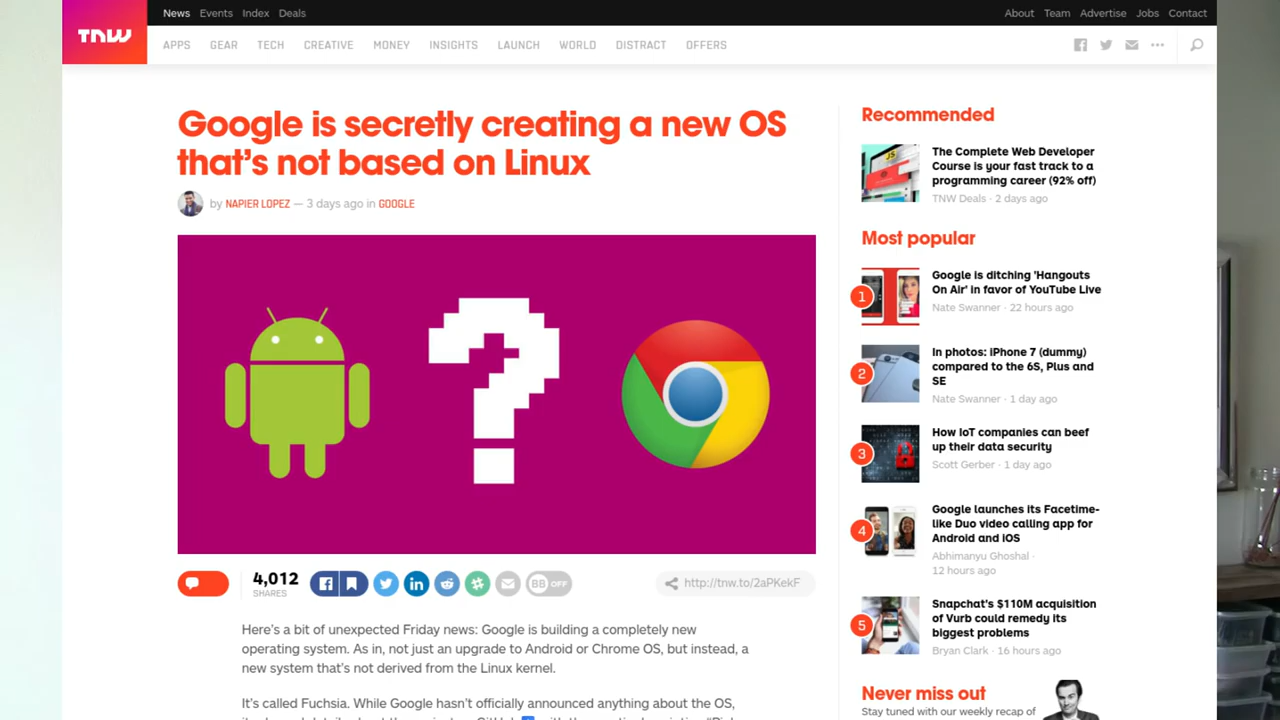 TNW
News Events Index Deals
About Team Advertise Jobs Contact
APPS GEAR TECH CREATIVE MONEY INSIGHTS LAUNCH WORLD DISTRACT OFFERS
Google is secretly creating a new OS
that's not based on Linux
by NAPIER LOPEZ — 3 days ago in GOOGLE
?
4,012
SHARES
BB OFF
http://tnw.to/2aPKekF
Here's a bit of unexpected Friday news: Google is building a completely new
operating system. As in, not just an upgrade to Android or Chrome OS, but instead, a
new system that's not derived from the Linux kernel.
It's called Fuchsia. While Google hasn't officially announced anything about the OS,
Recommended
JS
The Complete Web Developer
Course is your fast track to a
programming career (92% off)
TNW Deals · 2 days ago
Most popular
1
Google is ditching 'Hangouts
On Air' in favor of YouTube Live
Nate Swanner · 22 hours ago
2
In photos: iPhone 7 (dummy)
compared to the 6S, Plus and
SE
Nate Swanner · 1 day ago
3
How IoT companies can beef
up their data security
Scott Gerber · 1 day ago
4
Google launches its Facetime-
like Duo video calling app for
Android and iOS
Abhimanyu Ghoshal ·
12 hours ago
5
Snapchat's $110M acquisition
of Vurb could remedy its
biggest problems
Bryan Clark · 16 hours ago
Never miss out
Stay tuned with our weekly recap of